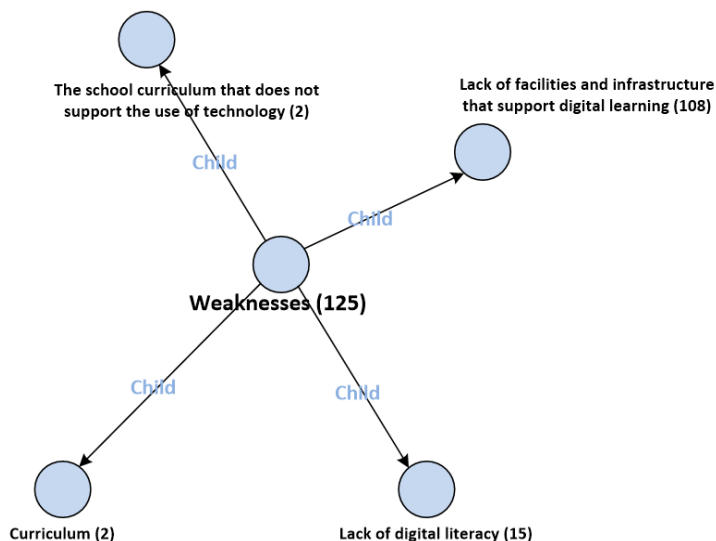 The school curriculum that does not
support the use of technology (2)
Lack of facilities and infrastructure
that support digital learning (108)
Child
Child
Weaknesses (125)
Child
Child
Curriculum (2)
Lack of digital literacy (15)